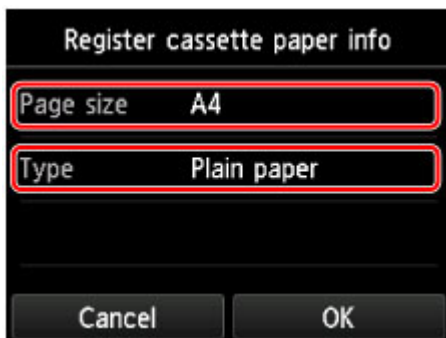 Register cassette paper info
Page size A4
Type Plain paper
Cancel OK